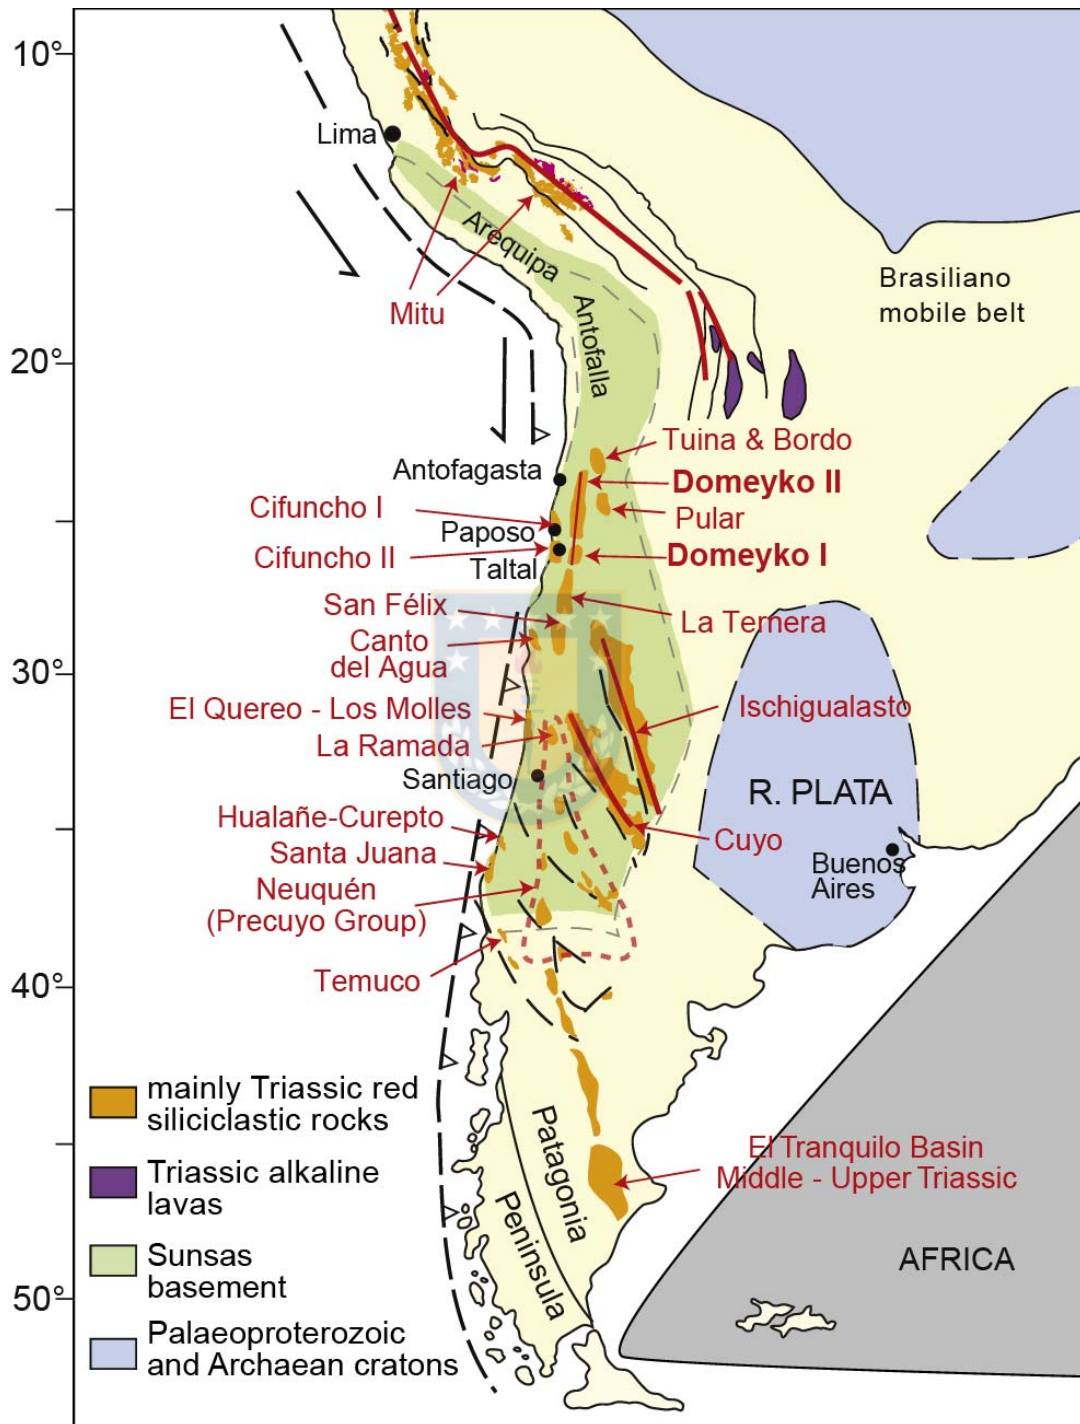 10°
Lima
Arequipa
Mitu
Antofalla
Brasiliano
mobile belt
20°
Tuina & Bordo
Antofagasta
Domeyko II
Cifuncho I
Paposo
Pular
Cifuncho II
Taltal
Domeyko I
San Félix
La Ternera
Canto
del Agua
30°
El Quereo - Los Molles
Ischigualasto
La Ramada
Santiago
R. PLATA
Hualañe-Curepto
Cuyo
Santa Juana
Buenos
Aires
Neuquén
(Precuyo Group)
Temuco
40°
mainly Triassic red
siliciclastic rocks
Patagonia
El Tranquilo Basin
Middle - Upper Triassic
Triassic alkaline
lavas
Peninsula
Sunsas
basement
AFRICA
50°
Palaeoproterozoic
and Archaean cratons